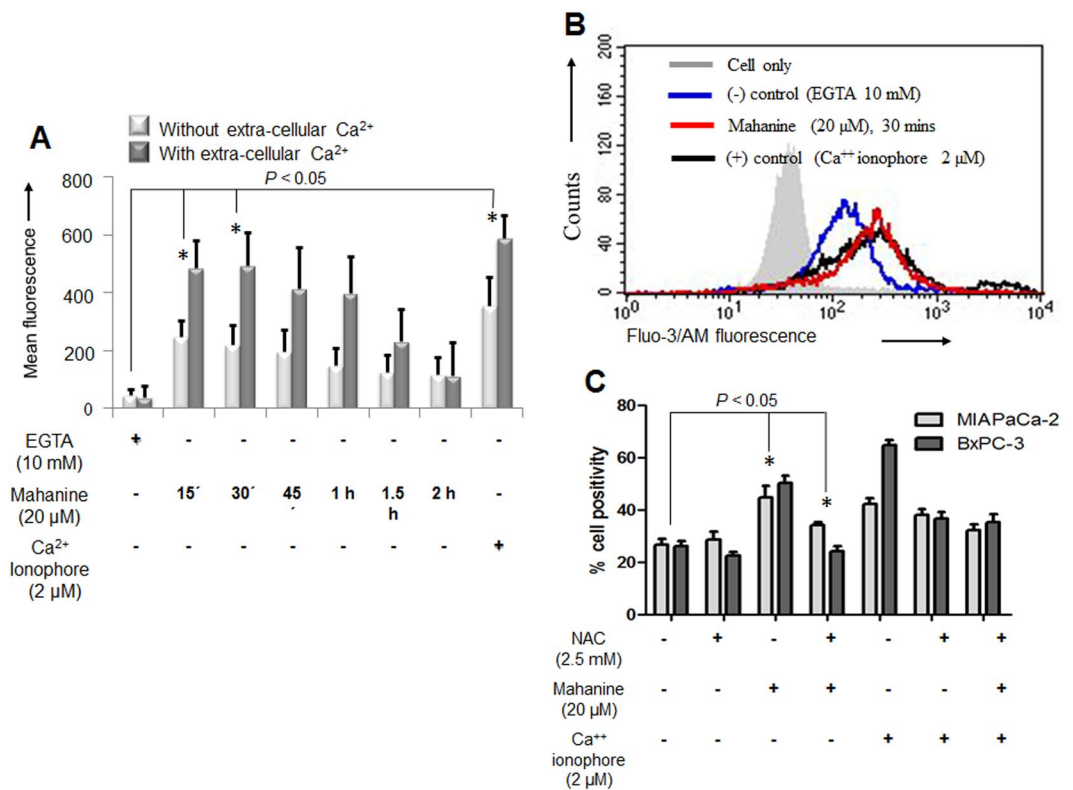 A
Without extra-cellular Ca²⁺
With extra-cellular Ca²⁺
P < 0.05
Mean fluorescence
800
600
400
200
0
* * *
EGTA (10 mM) + - - - - - - -
Mahanine (20 µM) - 15´ 30´ 45´ 1 h 1.5 h 2 h -
Ca²⁺ Ionophore (2 µM) - - - - - - - +
B
Counts
200
160
120
80
40
0
Cell only
(-) control (EGTA 10 mM)
Mahanine (20 µM), 30 mins
(+) control (Ca⁺⁺ ionophore 2 µM)
10⁰ 10¹ 10² 10³ 10⁴
Fluo-3/AM fluorescence
C
P < 0.05
MIAPaCa-2
BxPC-3
% cell positivity
80
60
40
20
0
* *
NAC (2.5 mM) - + - + - + +
Mahanine (20 µM) - - + + - - +
Ca⁺⁺ ionophore (2 µM) - - - - + + +